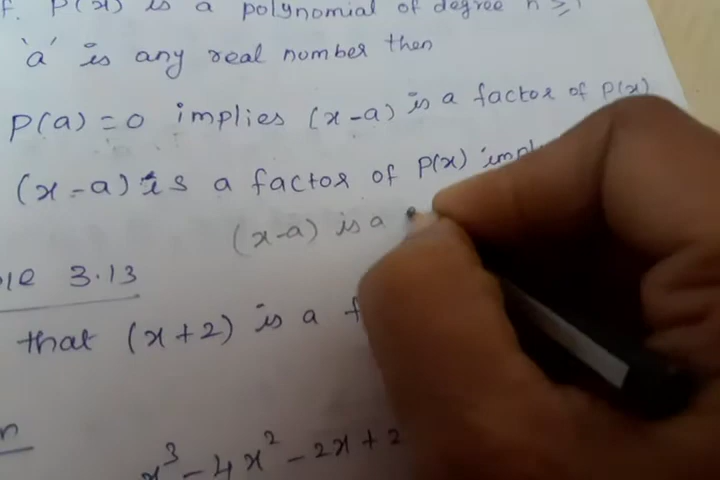 f. P(x) is a polynomial of degree n ≥ 1
'a' is any real number then
P(a) = 0 implies (x-a) is a factor of P(x)
(x-a) is a factor of P(x)
(x-a) is a
3.13
that (x+2) is a
x³ - 4x² - 2x + 2